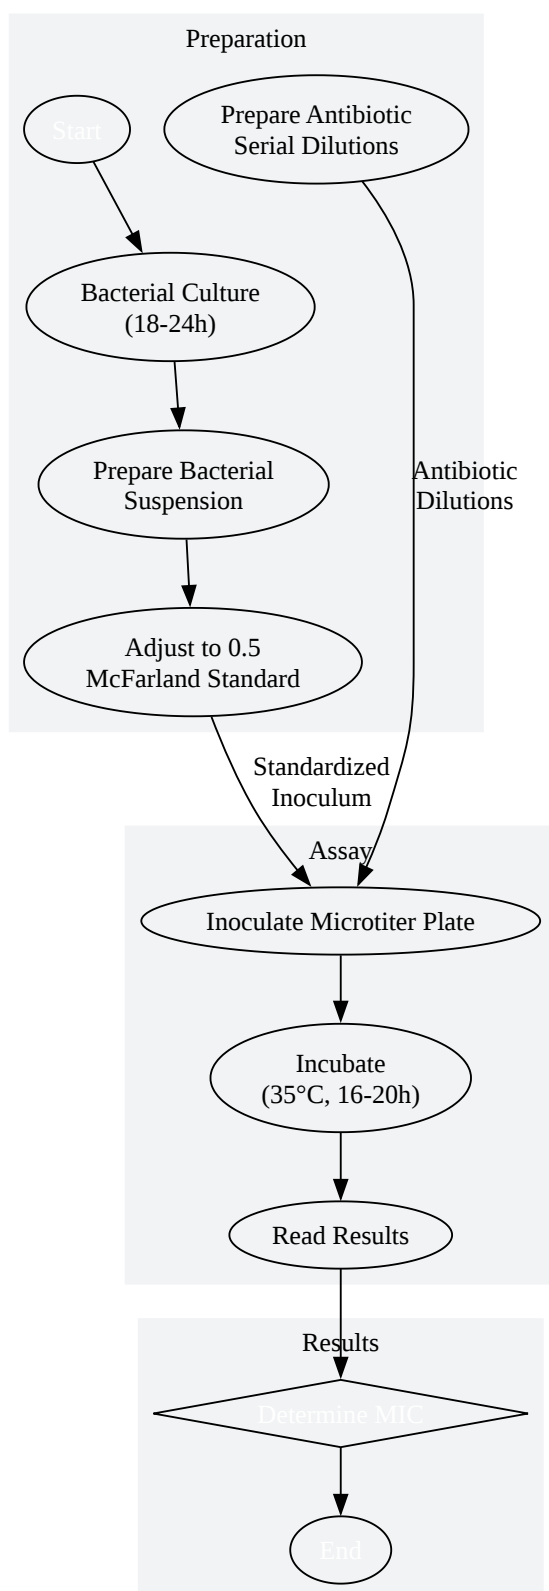 Preparation
Start
Prepare Antibiotic
Serial Dilutions
Bacterial Culture
(18-24h)
Prepare Bacterial
Suspension
Antibiotic
Dilutions
Adjust to 0.5
McFarland Standard
Standardized
Inoculum
Assay
Inoculate Microtiter Plate
Incubate
(35°C, 16-20h)
Read Results
Results
Determine MIC
End